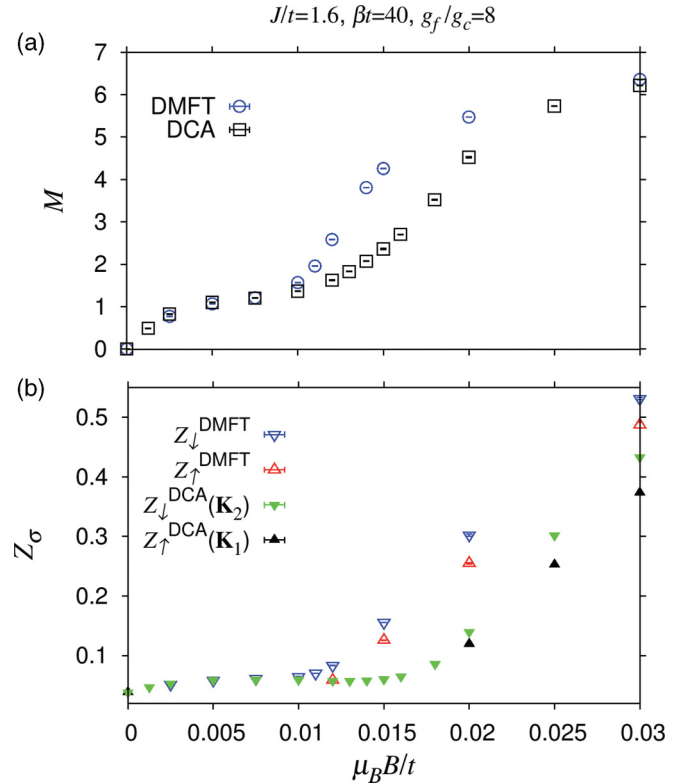 J/t=1.6, βt=40, g_f/g_c=8
(a)
7
6
5
4
3
2
1
0
M
DMFT
DCA
(b)
0.5
0.4
0.3
0.2
0.1
Z_σ
Z_↓^DMFT
Z_↑^DMFT
Z_↓^DCA(K_2)
Z_↑^DCA(K_1)
0 0.005 0.01 0.015 0.02 0.025 0.03
μ_B B/t